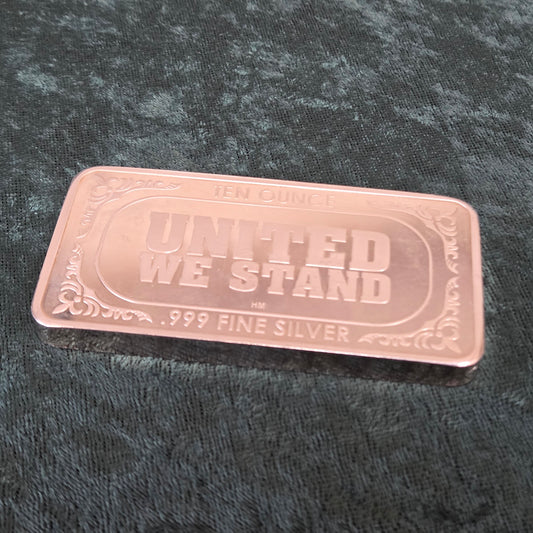 TEN OUNCE
UNITED
WE STAND
HM
.999 FINE SILVER